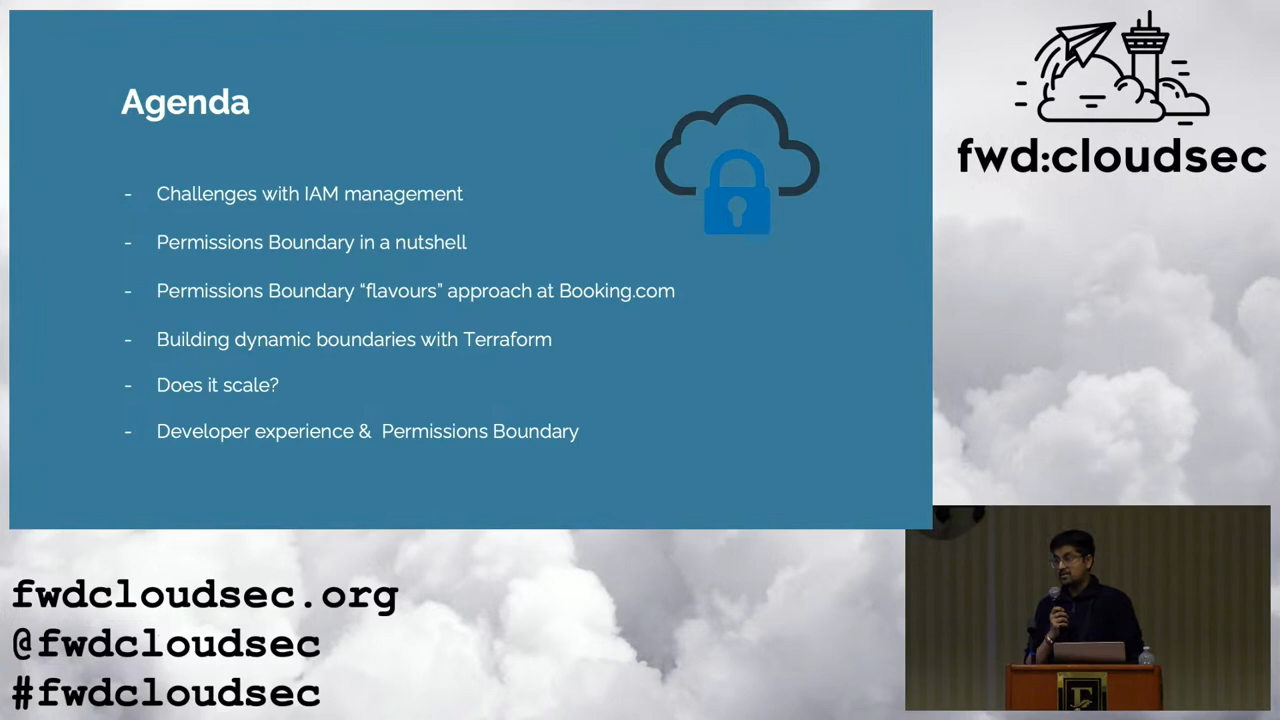 Agenda
- Challenges with IAM management
- Permissions Boundary in a nutshell
- Permissions Boundary “flavours” approach at Booking.com
- Building dynamic boundaries with Terraform
- Does it scale?
- Developer experience & Permissions Boundary
fwd:cloudsec
fwdcloudsec.org
@fwdcloudsec
#fwdcloudsec